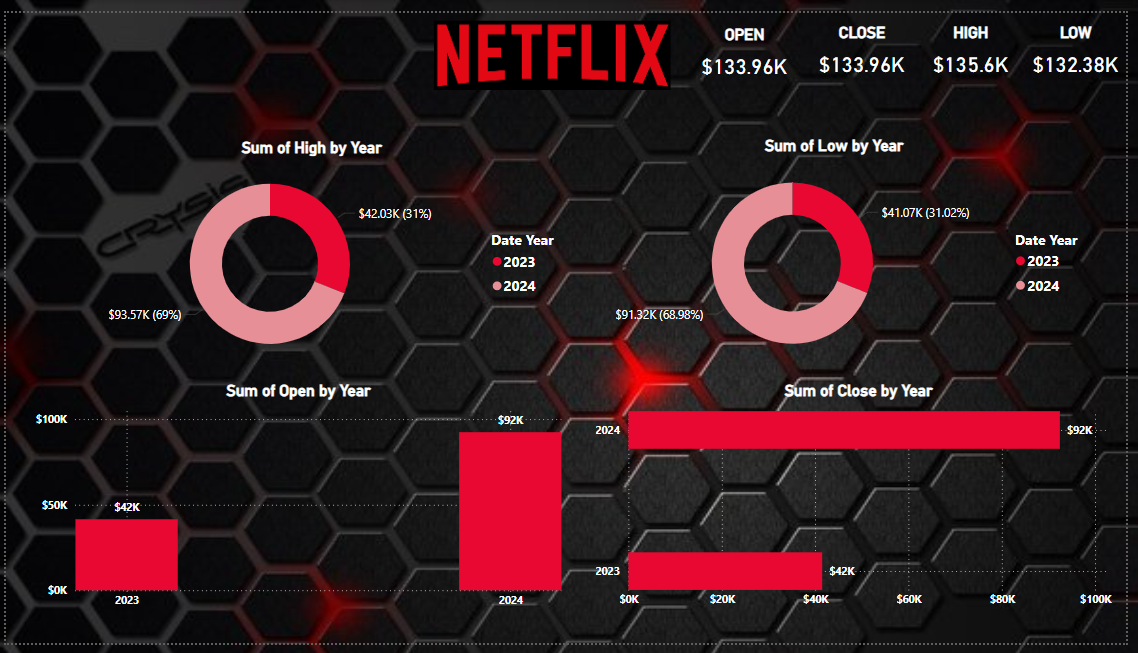 NETFLIX
OPEN
$133.96K
CLOSE
$133.96K
HIGH
$135.6K
LOW
$132.38K
CRYSIS
Sum of High by Year
$42.03K (31%)
$93.57K (69%)
Date Year
2023
2024
Sum of Low by Year
$41.07K (31.02%)
$91.32K (68.98%)
Date Year
2023
2024
Sum of Open by Year
$100K
$50K
$0K
$42K
$92K
2023
2024
Sum of Close by Year
2024
$92K
2023
$42K
$0K
$20K
$40K
$60K
$80K
$100K